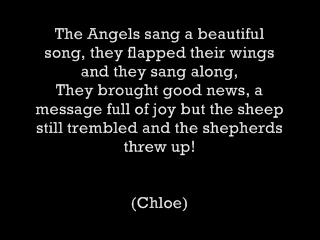 The Angels sang a beautiful
song, they flapped their wings
and they sang along,
They brought good news, a
message full of joy but the sheep
still trembled and the shepherds
threw up!
(Chloe)